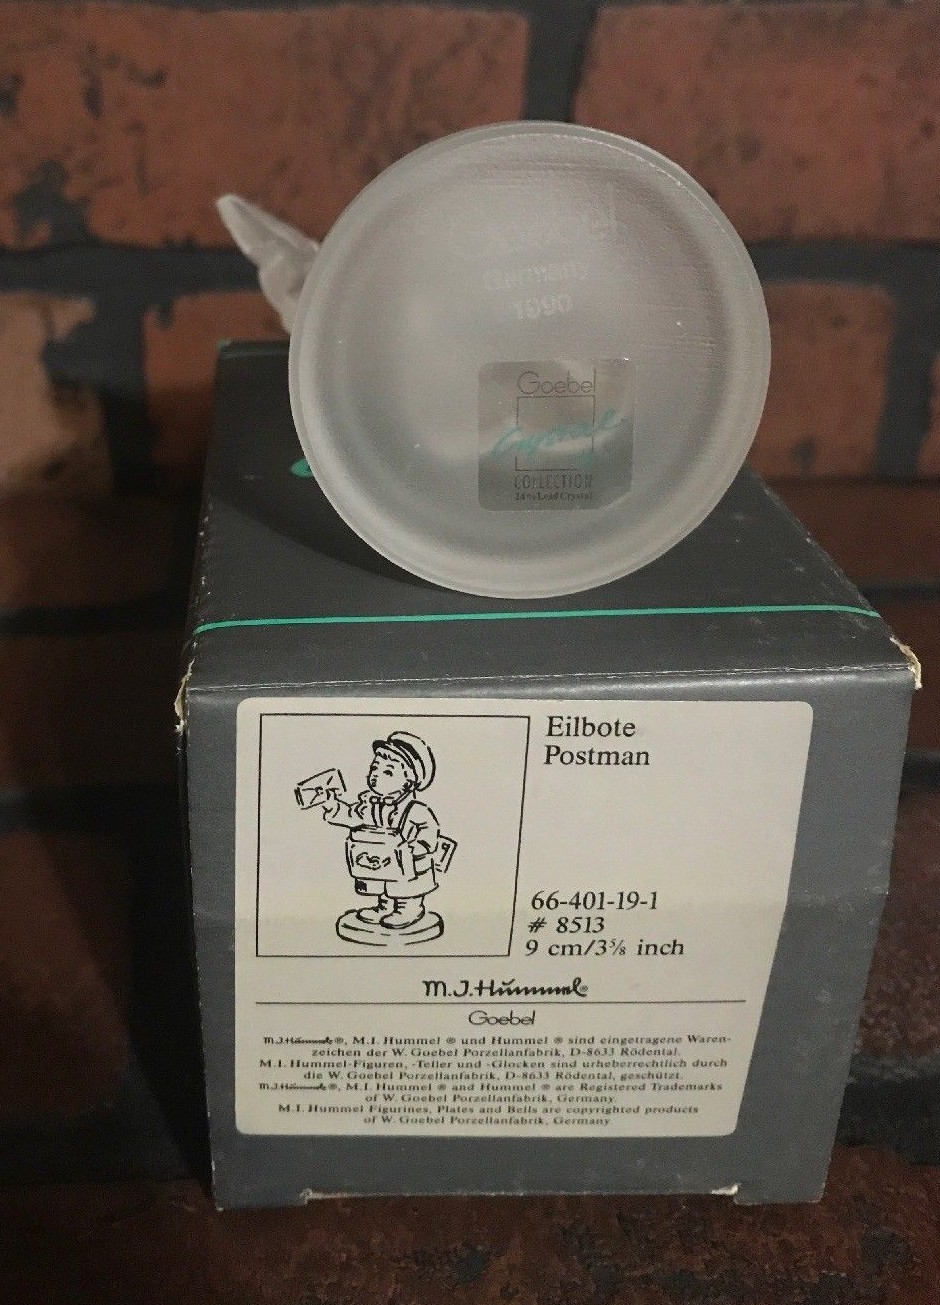 Germany
1990
Goebel
Crystal
COLLECTION
24% Lead Crystal
Eilbote
Postman
66-401-19-1
# 8513
9 cm/3⅝ inch
M.J.Hümmel®
Goebel
M.J.Hümmel®, M.I. Hummel ® und Hummel ® sind eingetragene Waren-
zeichen der W. Goebel Porzellanfabrik, D-8633 Rödental.
M.I. Hummel-Figuren, -Teller und -Glocken sind urheberrechtlich durch
die W. Goebel Porzellanfabrik, D-8633 Rödental, geschützt.
M.J.Hümmel®, M.I. Hummel ® and Hummel ® are Registered Trademarks
of W. Goebel Porzellanfabrik, Germany.
M.I. Hummel Figurines, Plates and Bells are copyrighted products
of W. Goebel Porzellanfabrik, Germany.